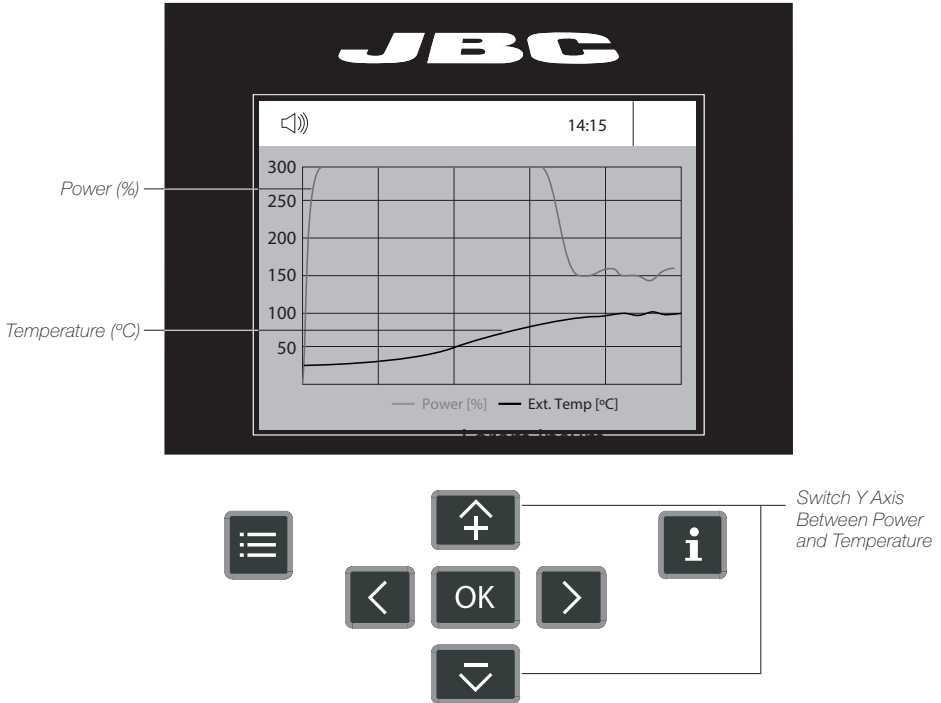 JBC
14:15
300
250
200
150
100
50
Power (%)
Temperature (ºC)
Power [%] Ext. Temp [ºC]
OK
i
Switch Y Axis
Between Power
and Temperature